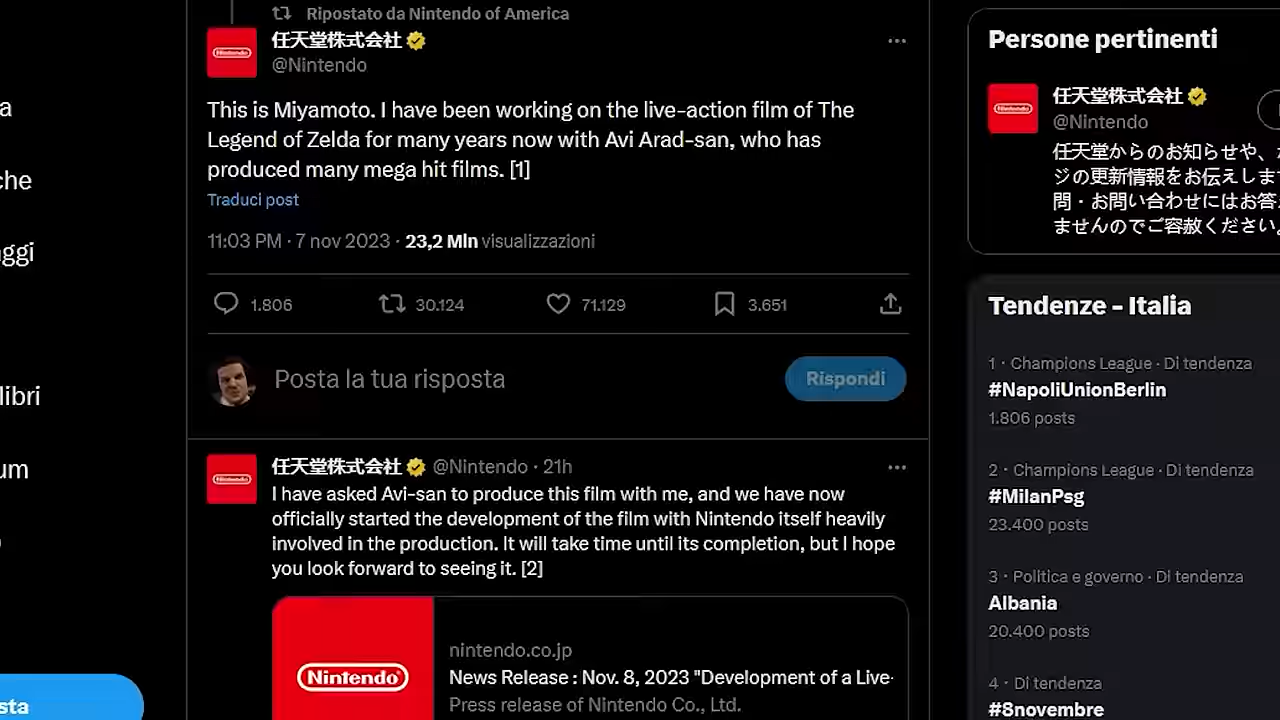 Ripostato da Nintendo of America
任天堂株式会社
@Nintendo
This is Miyamoto. I have been working on the live-action film of The
Legend of Zelda for many years now with Avi Arad-san, who has
produced many mega hit films. [1]
Traduci post
11:03 PM · 7 nov 2023 · 23,2 Mln visualizzazioni
1.806 30.124 71.129 3.651
Posta la tua risposta
Rispondi
任天堂株式会社 @Nintendo · 21h
I have asked Avi-san to produce this film with me, and we have now
officially started the development of the film with Nintendo itself heavily
involved in the production. It will take time until its completion, but I hope
you look forward to seeing it. [2]
Nintendo
nintendo.co.jp
News Release : Nov. 8, 2023 "Development of a Live-
Press release of Nintendo Co., Ltd.
Persone pertinenti
Nintendo
任天堂株式会社
@Nintendo
任天堂からのお知らせや、
ジの更新情報をお伝えしま
問・お問い合わせにはお答
ませんのでご容赦ください
Tendenze - Italia
1 · Champions League · Di tendenza
#NapoliUnionBerlin
1.806 posts
2 · Champions League · Di tendenza
#MilanPsg
23.400 posts
3 · Politica e governo · Di tendenza
Albania
20.400 posts
4 · Di tendenza
#8novembre
a
che
ggi
libri
um
sta